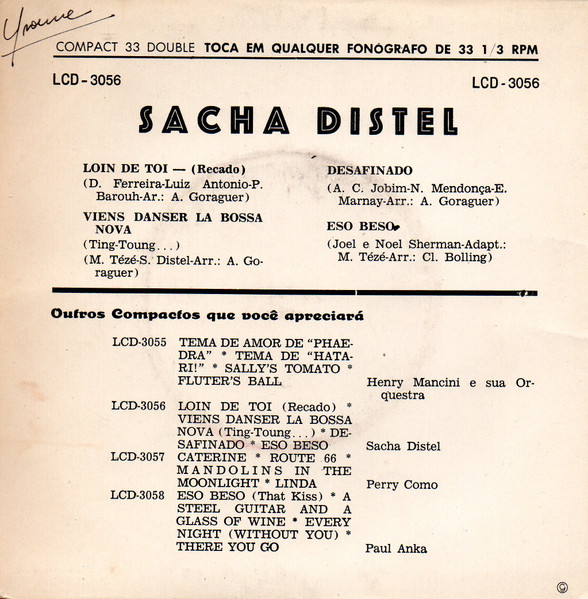 Yvonne
COMPACT 33 DOUBLE TOCA EM QUALQUER FONÓGRAFO DE 33 1/3 RPM
LCD-3056
LCD-3056
SACHA DISTEL
LOIN DE TOI — (Recado)
(D. Ferreira-Luiz Antonio-P.
Barouh-Ar.: A. Goraguer)
VIENS DANSER LA BOSSA
NOVA
(Ting-Toung...)
(M. Tézé-S. Distel-Arr.: A. Go-
raguer)
DESAFINADO
(A. C. Jobim-N. Mendonça-E.
Marnay-Arr.: A. Goraguer)
ESO BESO
(Joel e Noel Sherman-Adapt.:
M. Tézé-Arr.: Cl. Bolling)
Outros Compactos que você apreciará
LCD-3055 TEMA DE AMOR DE "PHAE-
DRA" * TEMA DE "HATA-
RI!" * SALLY'S TOMATO *
FLUTER'S BALL
Henry Mancini e sua Or-
questra
LCD-3056 LOIN DE TOI (Recado) *
VIENS DANSER LA BOSSA
NOVA (Ting-Toung...) * DE-
SAFINADO * ESO BESO
Sacha Distel
LCD-3057 CATERINE * ROUTE 66 *
MANDOLINS IN THE
MOONLIGHT * LINDA
Perry Como
LCD-3058 ESO BESO (That Kiss) * A
STEEL GUITAR AND A
GLASS OF WINE * EVERY
NIGHT (WITHOUT YOU) *
THERE YOU GO
Paul Anka
©